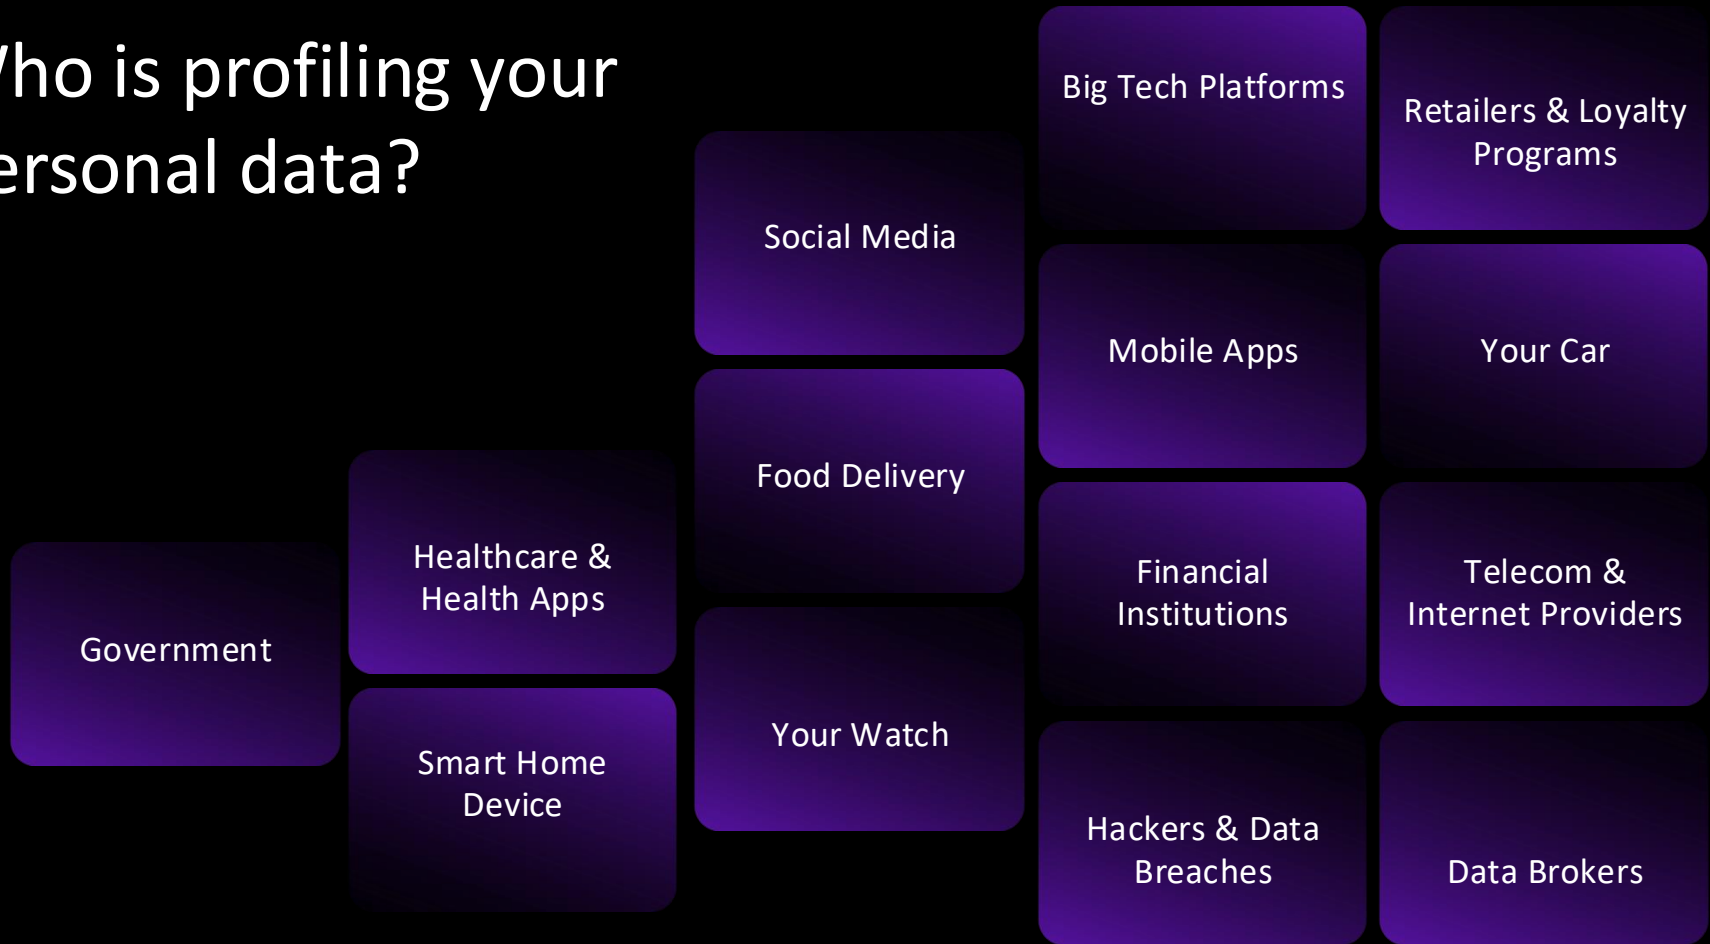 ho is profiling your
ersonal data?
Big Tech Platforms
Retailers & Loyalty
Programs
Social Media
Mobile Apps
Your Car
Food Delivery
Healthcare &
Health Apps
Financial
Institutions
Telecom &
Internet Providers
Government
Your Watch
Smart Home
Device
Hackers & Data
Breaches
Data Brokers